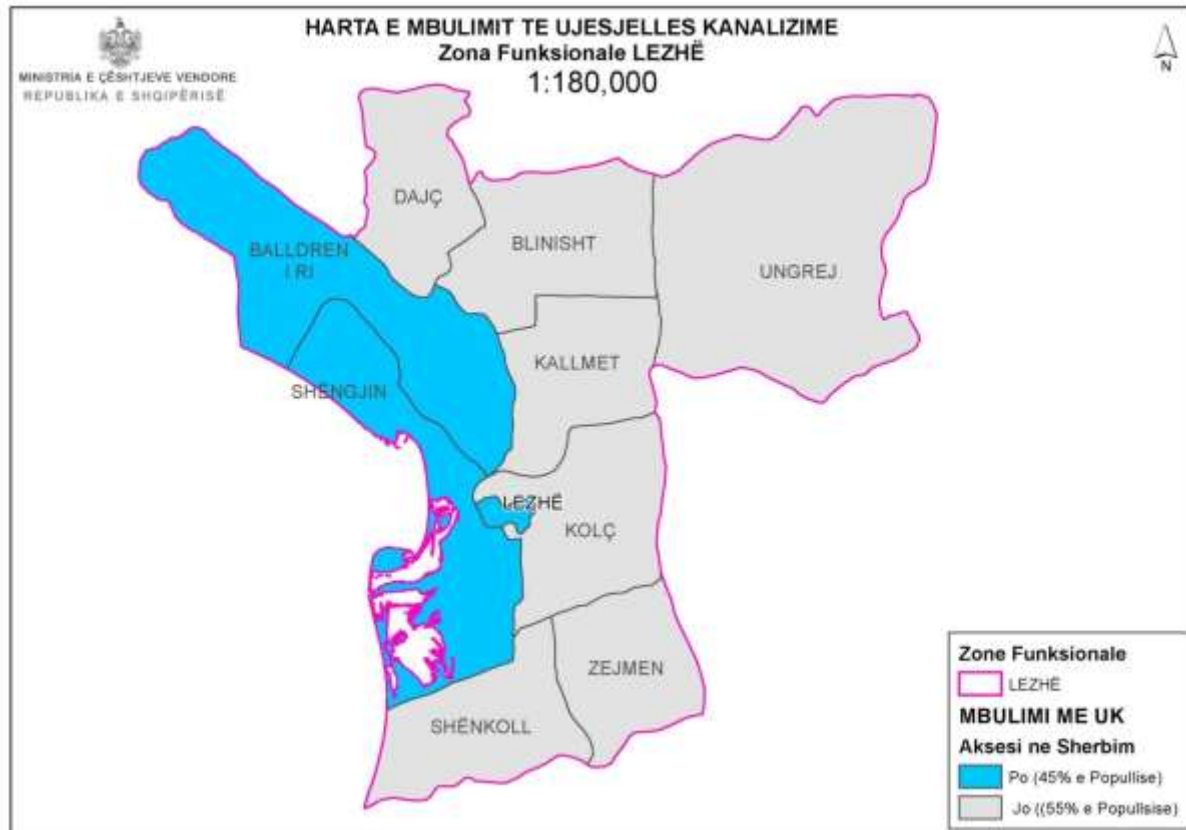 HARTA E MBULIMIT TE UJESJELLES KANALIZIME
Zona Funksionale LEZHË
1:180,000
MINISTRIA E ÇËSHTJEVE VENDORE
REPUBLIKA E SHQIPËRISË
N
DAJÇ
BALLDREN
I RI
BLINISHT
UNGREJ
KALLMET
SHËNGJIN
LEZHË
KOLÇ
ZEJMEN
SHËNKOLL
Zone Funksionale
LEZHË
MBULIMI ME UK
Aksesi ne Sherbim
Po (45% e Popullise)
Jo ((55% e Popullsise)